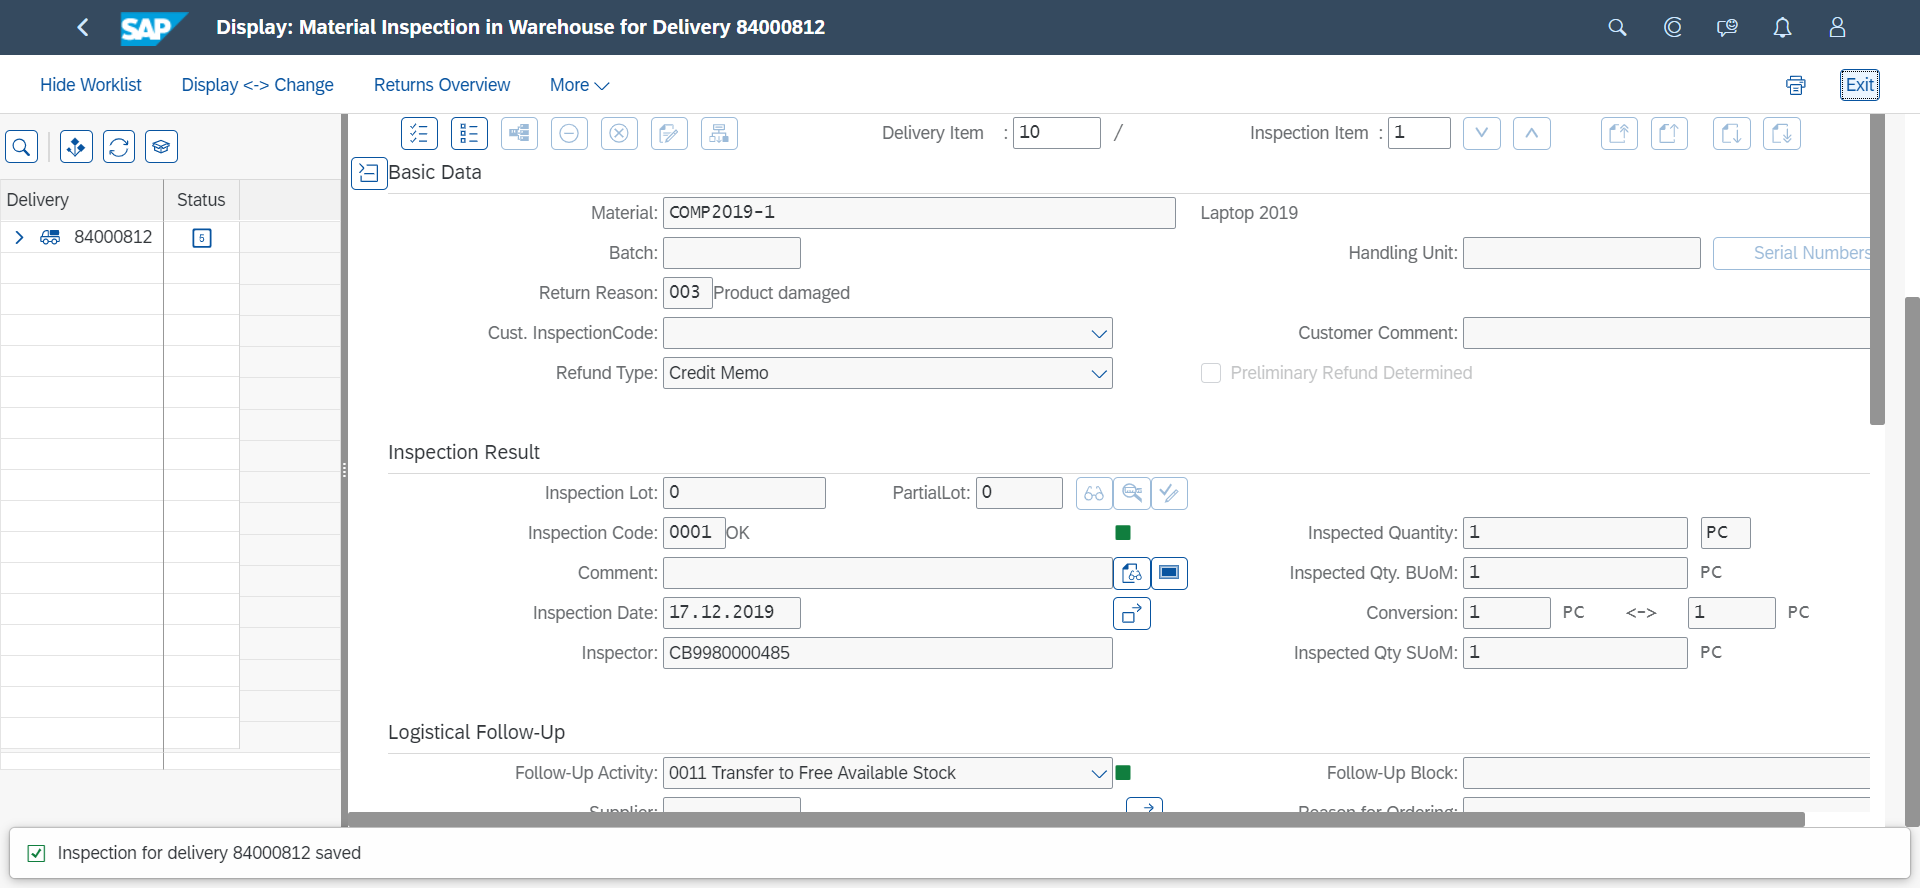 SAP Display: Material Inspection in Warehouse for Delivery 84000812
Hide Worklist Display <-> Change Returns Overview More Exit
Delivery Item : 10 / Inspection Item : 1
Basic Data
Delivery Status
84000812 5
Material: COMP2019-1 Laptop 2019
Batch: Handling Unit: Serial Numbers
Return Reason: 003 Product damaged
Cust. InspectionCode: Customer Comment:
Refund Type: Credit Memo Preliminary Refund Determined
Inspection Result
Inspection Lot: 0 PartialLot: 0
Inspection Code: 0001 OK Inspected Quantity: 1 PC
Comment: Inspected Qty. BUoM: 1 PC
Inspection Date: 17.12.2019 Conversion: 1 PC <-> 1 PC
Inspector: CB9980000485 Inspected Qty SUoM: 1 PC
Logistical Follow-Up
Follow-Up Activity: 0011 Transfer to Free Available Stock Follow-Up Block:
Supplier: Reason for Ordering:
Inspection for delivery 84000812 saved